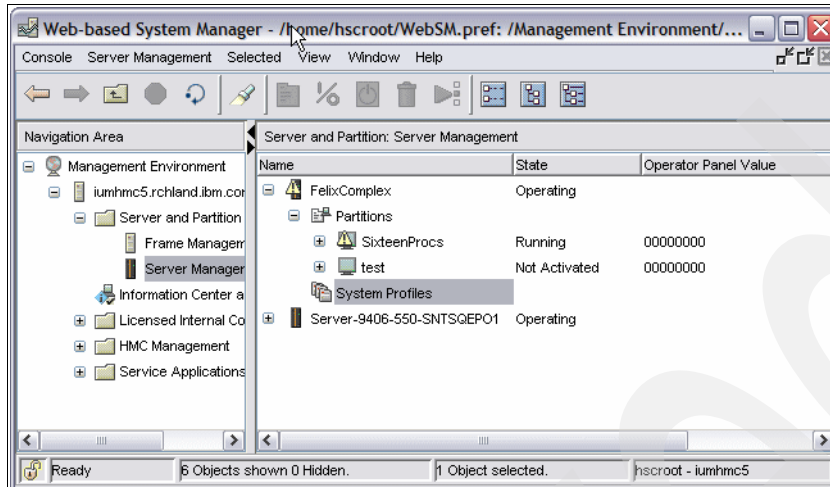 Web-based System Manager - /home/hscroot/WebSM.pref: /Management Environment/...
Console Server Management Selected View Window Help
Navigation Area
Server and Partition: Server Management
Management Environment
iumhmc5.rchland.ibm.cor
Server and Partition
Frame Managem
Server Manager
Information Center a
Licensed Internal Co
HMC Management
Service Applications
Name State Operator Panel Value
FelixComplex Operating
Partitions
SixteenProcs Running 00000000
test Not Activated 00000000
System Profiles
Server-9406-550-SNTSQEPO1 Operating
Ready 6 Objects shown 0 Hidden. 1 Object selected. hscroot - iumhmc5